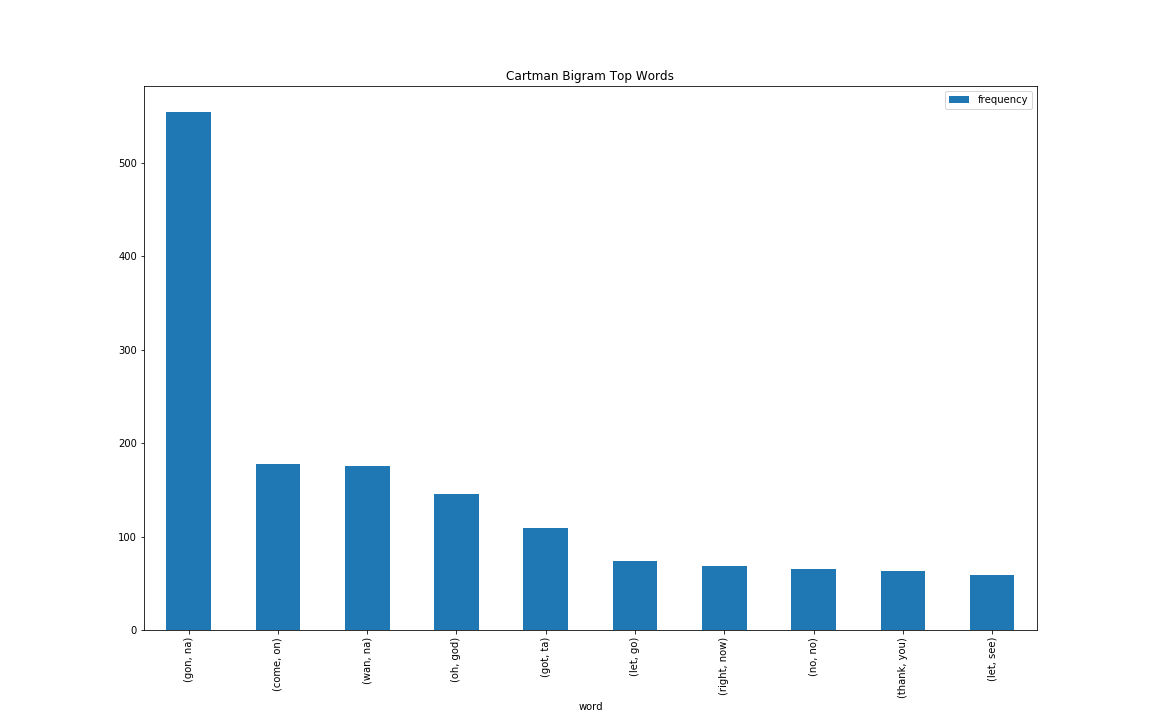 Cartman Bigram Top Words
frequency
500
400
300
200
100
0
(gon, na)
(come, on)
(wan, na)
(oh, god)
(got, ta)
(let, go)
(right, now)
(no, no)
(thank, you)
(let, see)
word